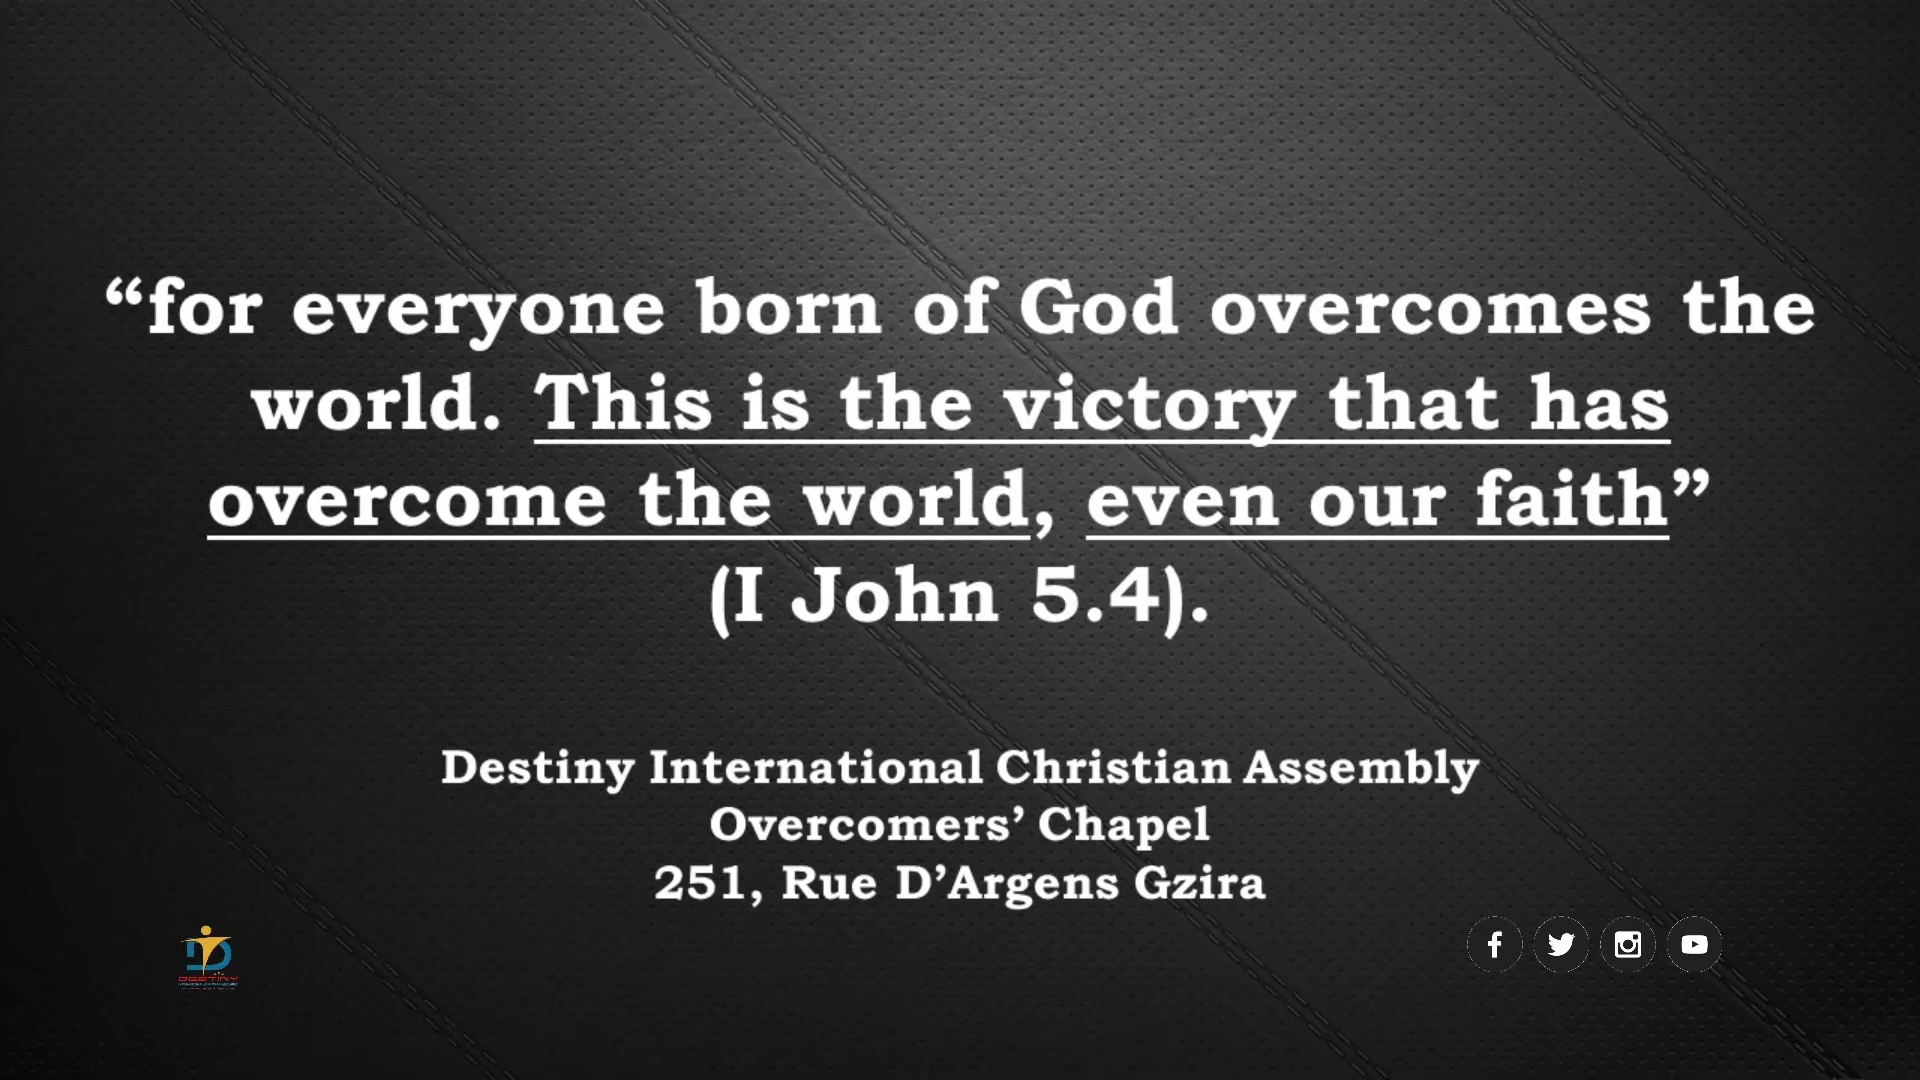 “for everyone born of God overcomes the
world. This is the victory that has
overcome the world, even our faith”
(I John 5.4).
Destiny International Christian Assembly
Overcomers’ Chapel
251, Rue D’Argens Gzira
DESTINY